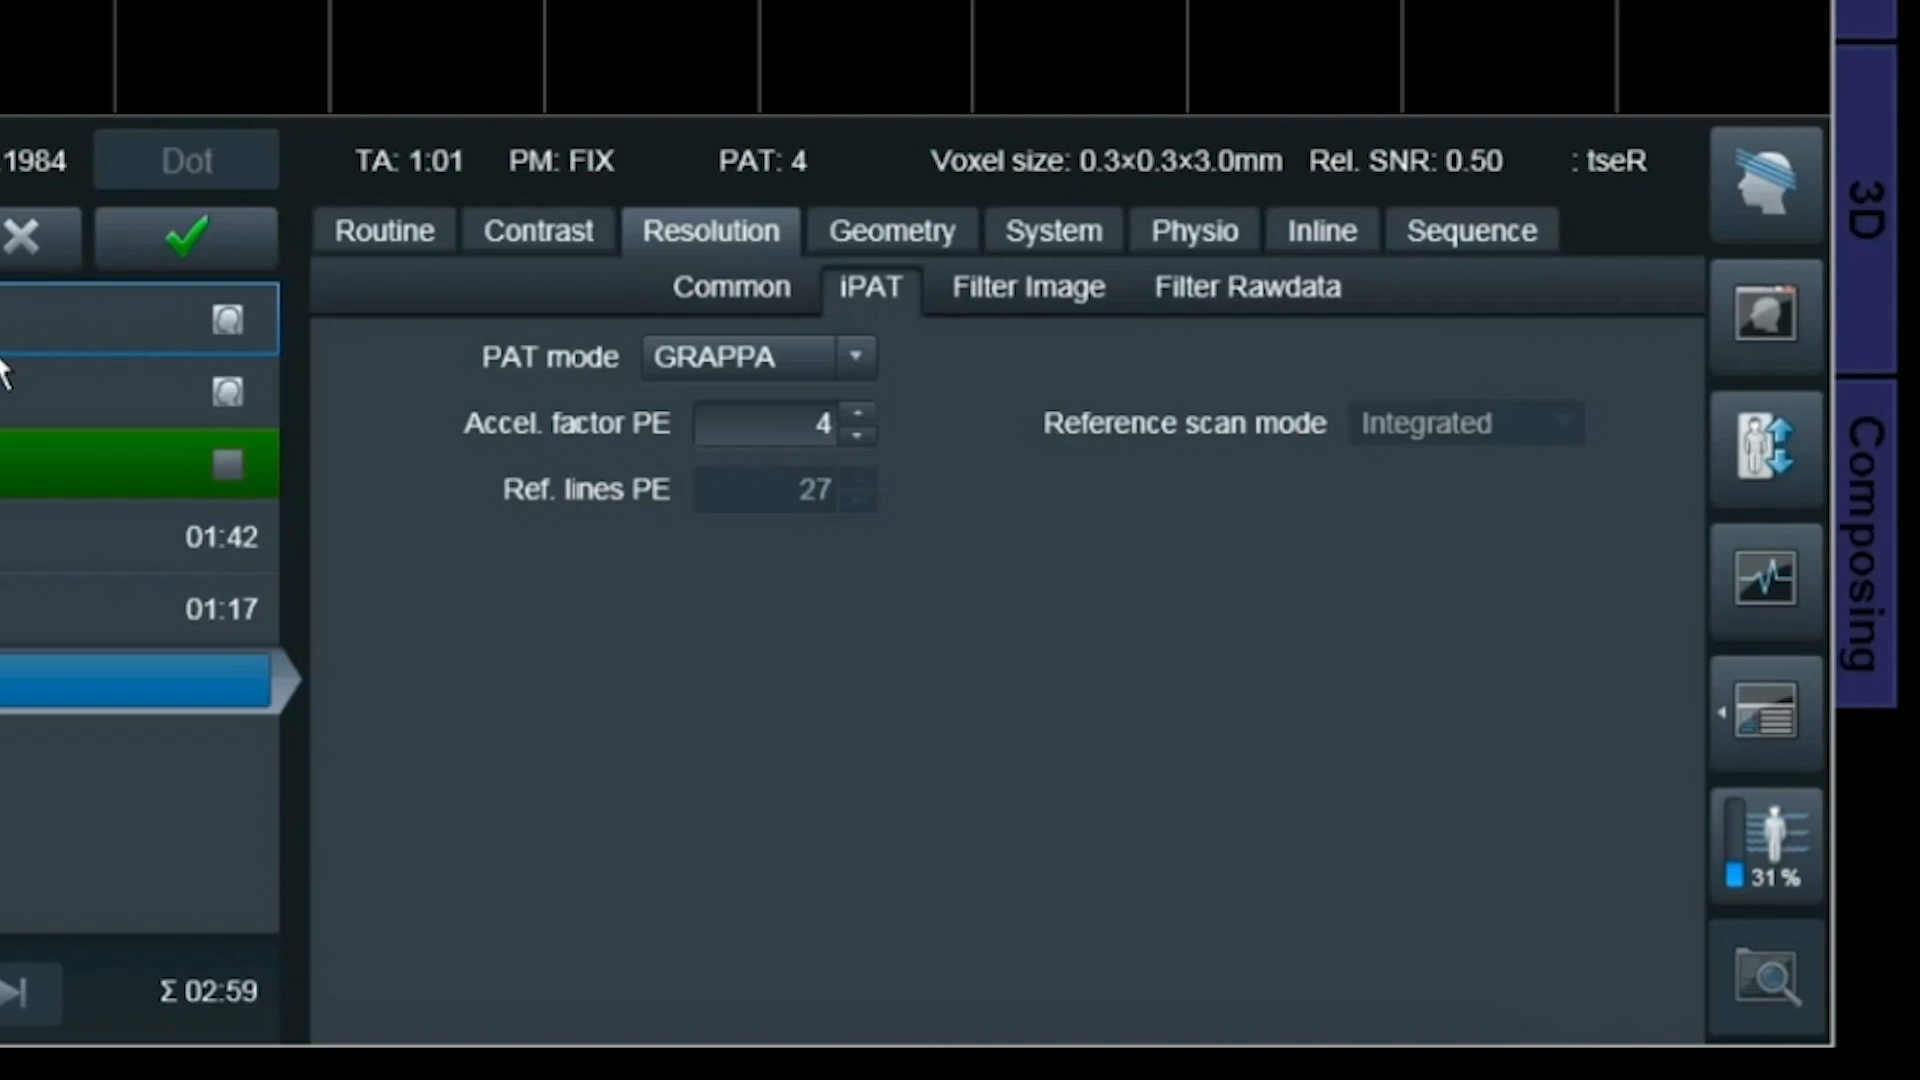 .1984 Dot TA: 1:01 PM: FIX PAT: 4 Voxel size: 0.3×0.3×3.0mm Rel. SNR: 0.50 : tseR
Routine Contrast Resolution Geometry System Physio Inline Sequence
Common iPAT Filter Image Filter Rawdata
PAT mode GRAPPA
Accel. factor PE 4 Reference scan mode Integrated
Ref. lines PE 27
01:42
01:17
Σ 02:59
31 %
3D
Composing